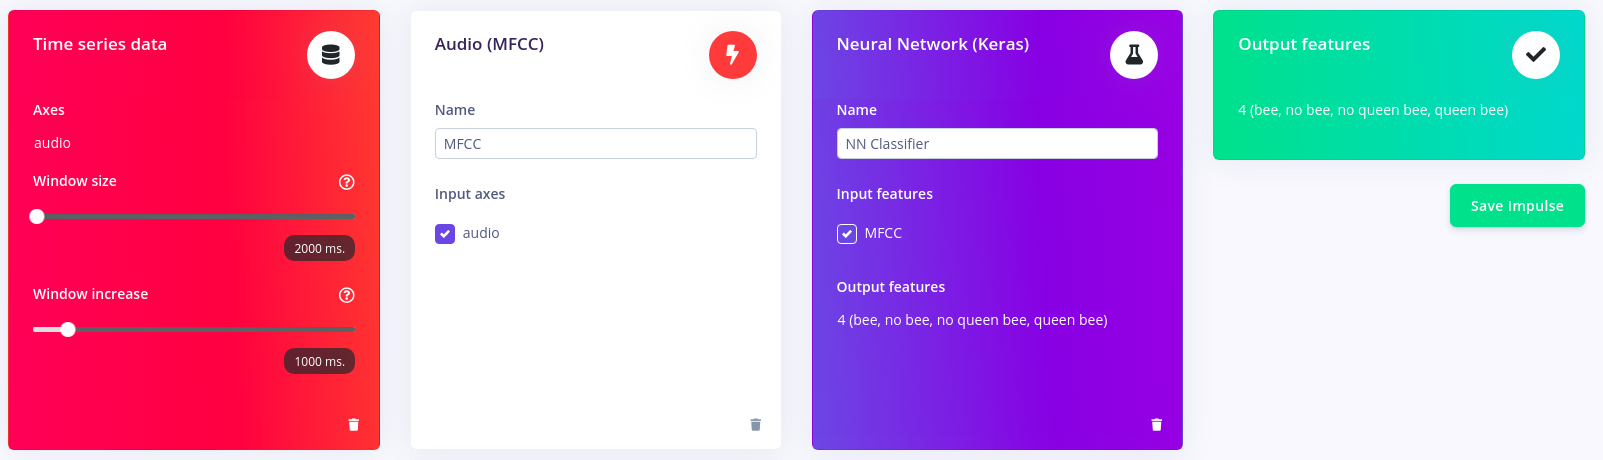 Time series data
Axes
audio
Window size
2000 ms.
Window increase
1000 ms.
Audio (MFCC)
Name
MFCC
Input axes
audio
Neural Network (Keras)
Name
NN Classifier
Input features
MFCC
Output features
4 (bee, no bee, no queen bee, queen bee)
Output features
4 (bee, no bee, no queen bee, queen bee)
Save Impulse